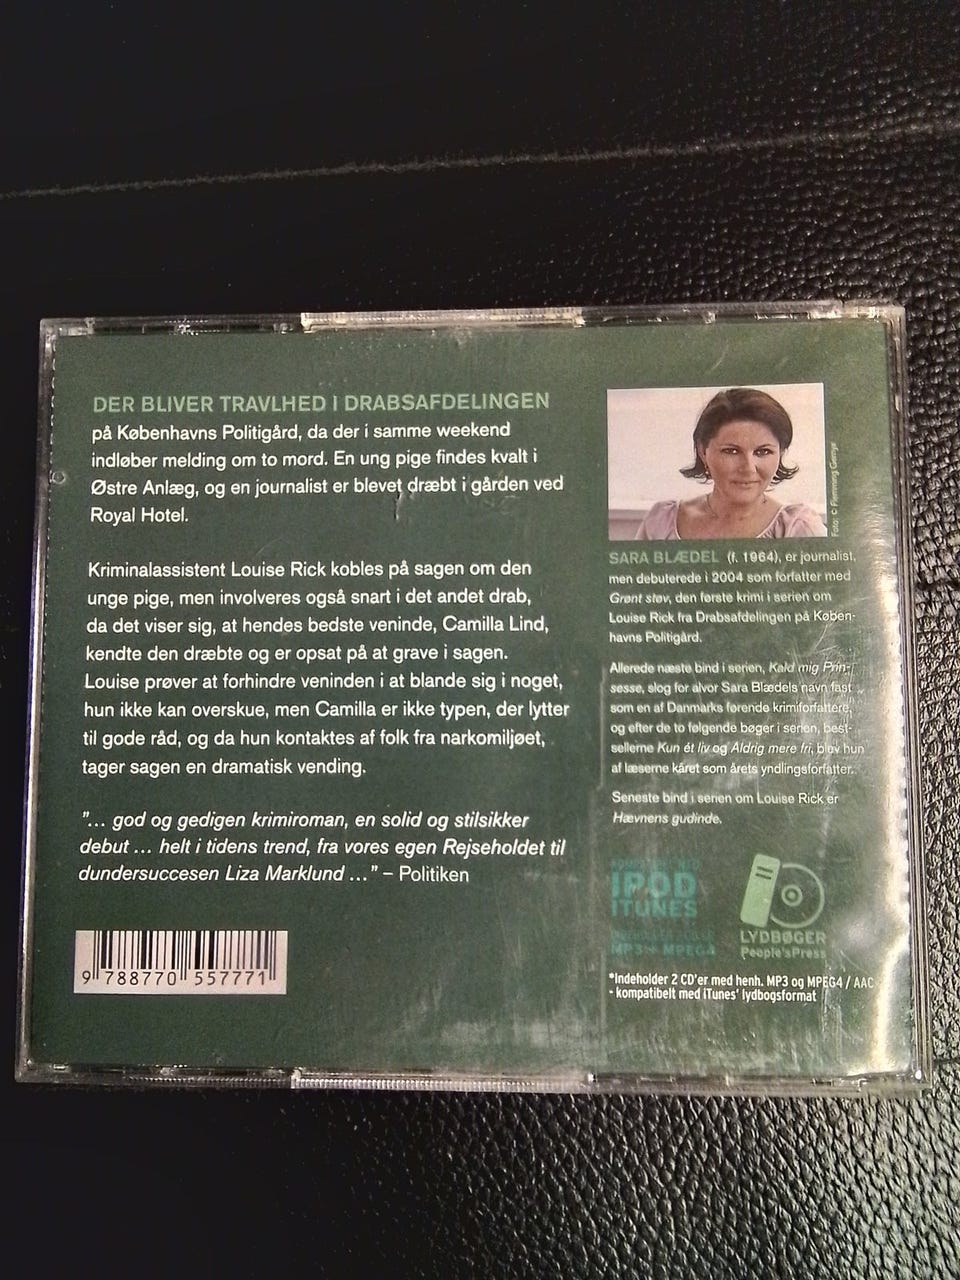 DER BLIVER TRAVLHED I DRABSAFDELINGEN
på Københavns Politigård, da der i samme weekend
indløber melding om to mord. En ung pige findes kvalt i
Østre Anlæg, og en journalist er blevet dræbt i gården ved
Royal Hotel.
Kriminalassistent Louise Rick kobles på sagen om den
unge pige, men involveres også snart i det andet drab,
da det viser sig, at hendes bedste veninde, Camilla Lind,
kendte den dræbte og er opsat på at grave i sagen.
Louise prøver at forhindre veninden i at blande sig i noget,
hun ikke kan overskue, men Camilla er ikke typen, der lytter
til gode råd, og da hun kontaktes af folk fra narkomiljøet,
tager sagen en dramatisk vending.
"... god og gedigen krimiroman, en solid og stilsikker
debut ... helt i tidens trend, fra vores egen Rejseholdet til
dundersuccesen Liza Marklund ..." – Politiken
9 788770 557771
Foto: © Flemming Gernyx
SARA BLÆDEL (f. 1964), er journalist,
men debuterede i 2004 som forfatter med
Grønt støv, den første krimi i serien om
Louise Rick fra Drabsafdelingen på Køben-
havns Politigård.
Allerede næste bind i serien, Kald mig Prin-
sesse, slog for alvor Sara Blædels navn fast
som en af Danmarks førende krimiforfattere,
og efter de to følgende bøger i serien, best-
sellerne Kun ét liv og Aldrig mere fri, blev hun
af læserne kåret som årets yndlingsforfatter.
Seneste bind i serien om Louise Rick er
Hævnens gudinde.
KOMPATIBEL MED
IPOD
ITUNES
MP3 + MPEG4
LYDBØGER
People'sPress
*Indeholder 2 CD'er med henh. MP3 og MPEG4 / AAC
- kompatibelt med iTunes' lydbogsformat